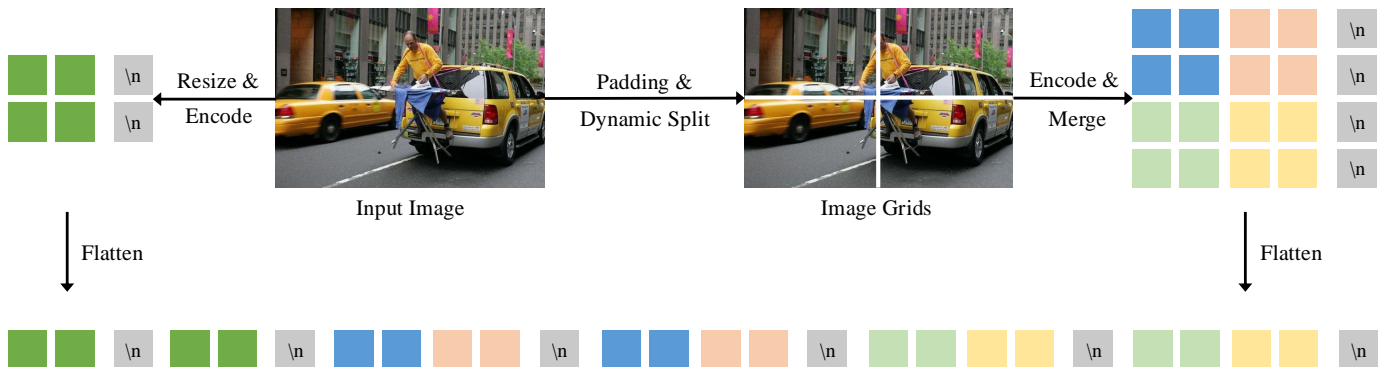 \n
\n
Resize &
Encode
Input Image
Padding &
Dynamic Split
Image Grids
Encode &
Merge
\n
\n
\n
\n
Flatten
Flatten
\n \n \n \n \n \n